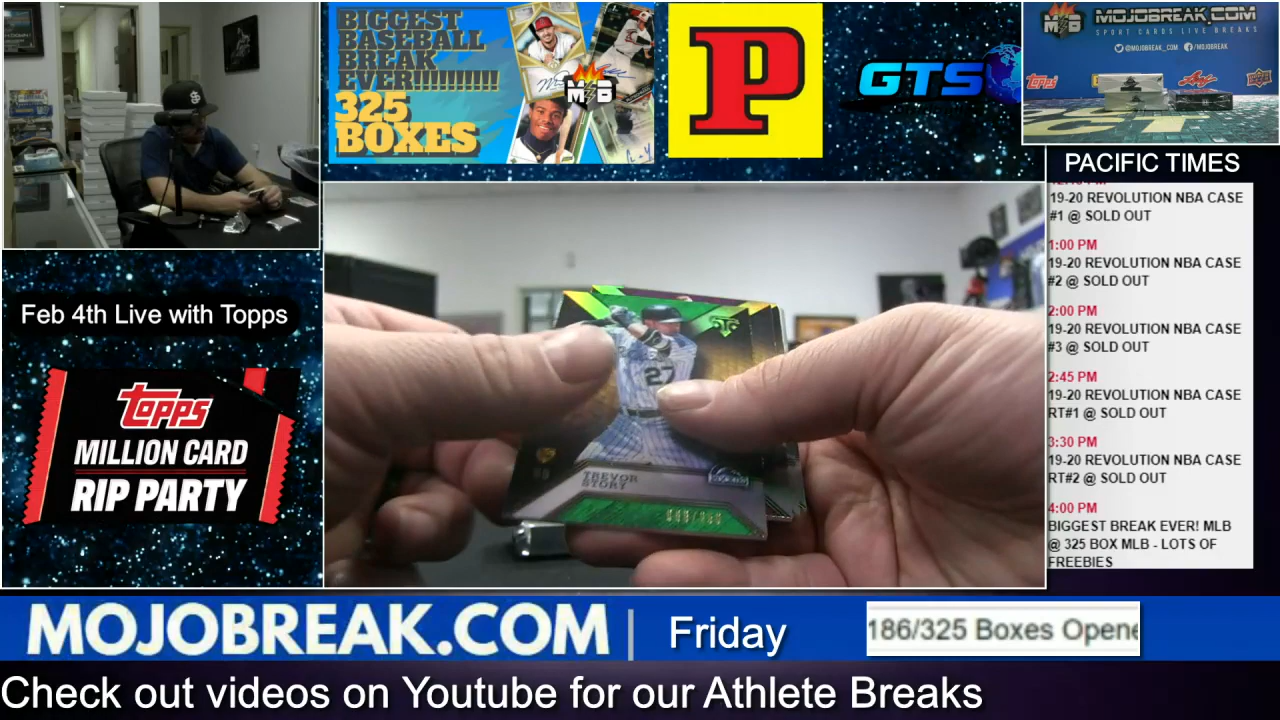 BIGGEST
BASEBALL
BREAK
EVER!!!!!!!!!!!
325
BOXES
MB
P
GTS
MB MOJOBREAK.COM
SPORT CARDS LIVE BREAKS
@MOJOBREAK_COM /MOJOBREAK
topps
PACIFIC TIMES
19-20 REVOLUTION NBA CASE
#1 @ SOLD OUT
1:00 PM
19-20 REVOLUTION NBA CASE
#2 @ SOLD OUT
2:00 PM
19-20 REVOLUTION NBA CASE
#3 @ SOLD OUT
2:45 PM
19-20 REVOLUTION NBA CASE
RT#1 @ SOLD OUT
3:30 PM
19-20 REVOLUTION NBA CASE
RT#2 @ SOLD OUT
4:00 PM
BIGGEST BREAK EVER! MLB
@ 325 BOX MLB - LOTS OF
FREEBIES
Feb 4th Live with Topps
topps
MILLION CARD
RIP PARTY
27
TREVOR
STORY
MOJOBREAK.COM | Friday
186/325 Boxes Opene
Check out videos on Youtube for our Athlete Breaks